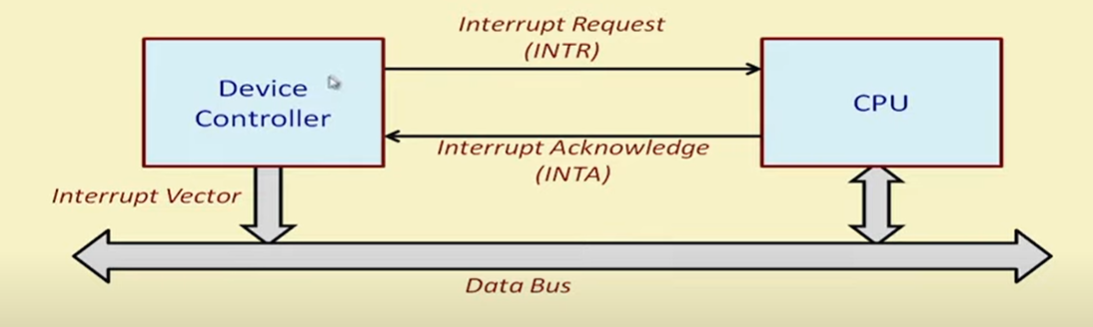 Interrupt Request
(INTR)
Device
Controller
CPU
Interrupt Acknowledge
(INTA)
Interrupt Vector
Data Bus